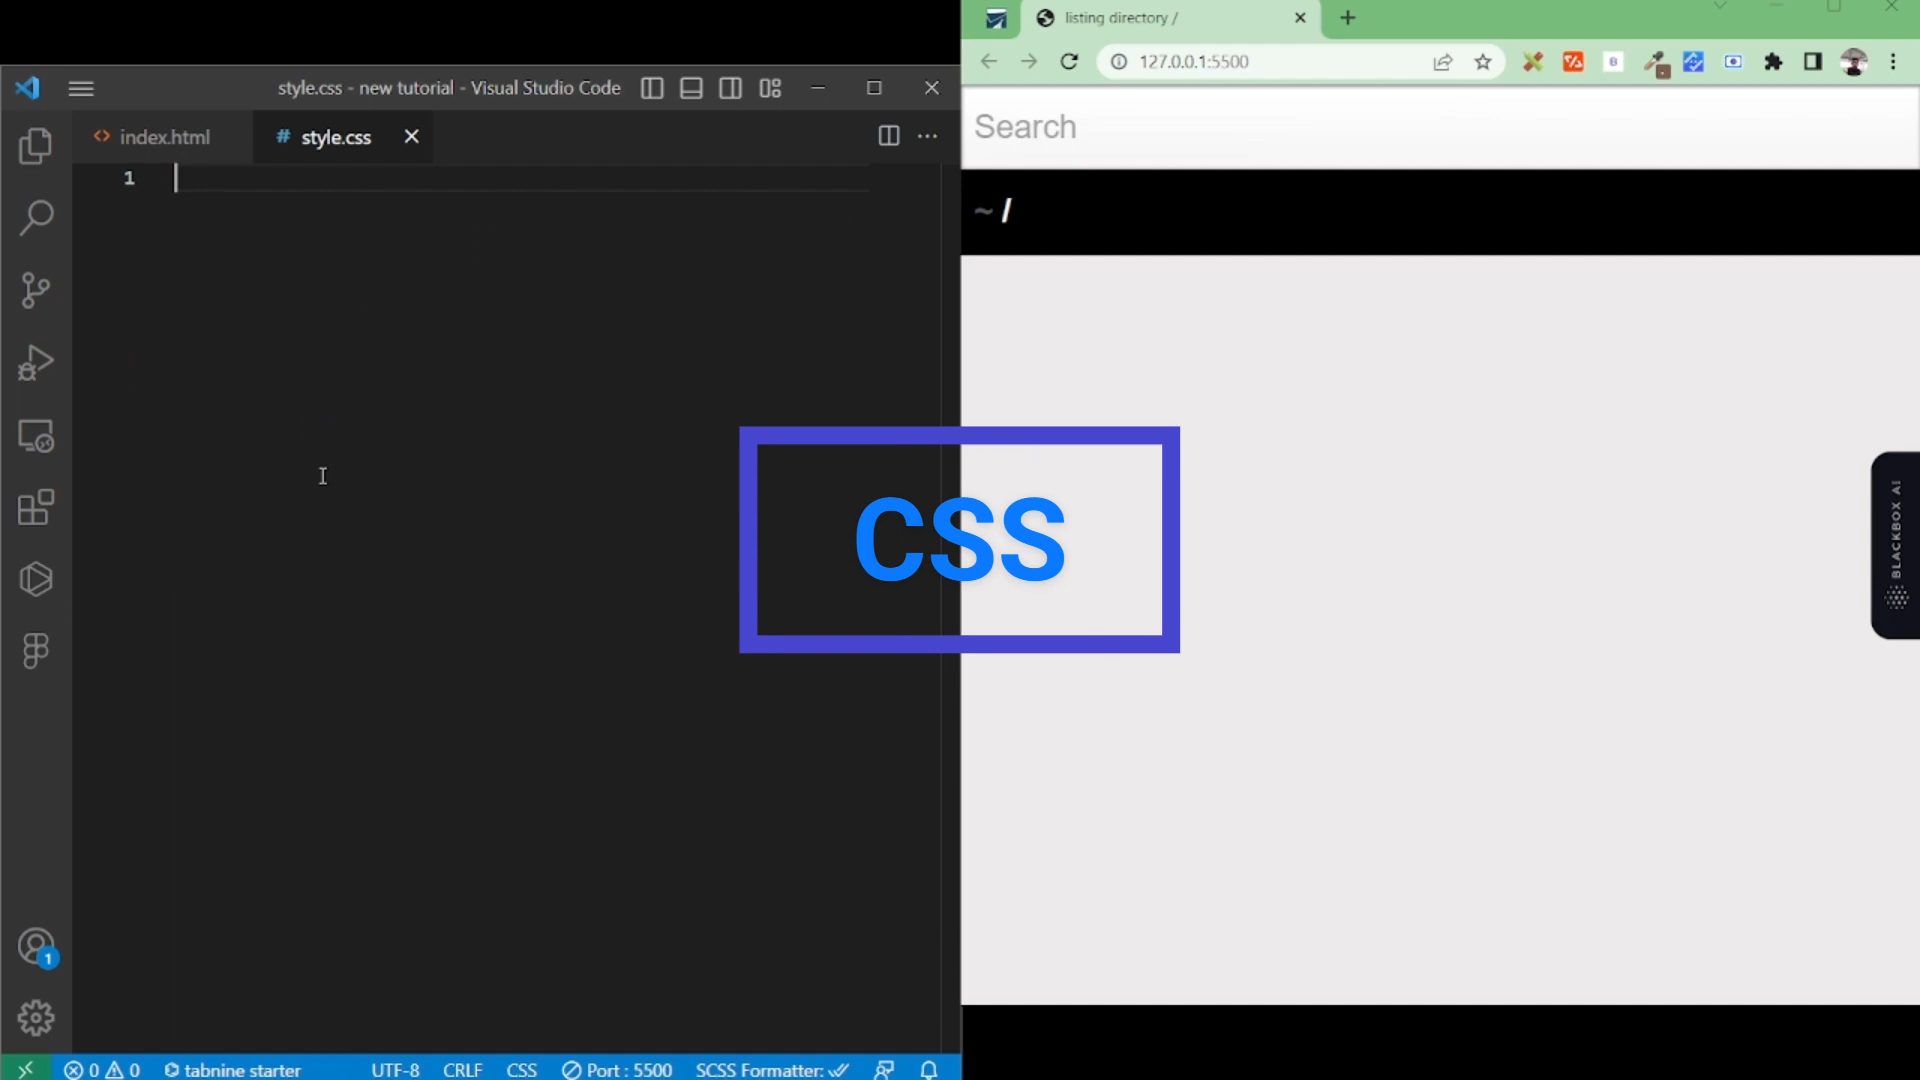 style.css - new tutorial - Visual Studio Code
index.html
# style.css
1
1
0 0
tabnine starter
UTF-8
CRLF
CSS
Port : 5500
SCSS Formatter:
listing directory /
127.0.0.1:5500
B
Search
~ /
CSS
BLACKBOX AI